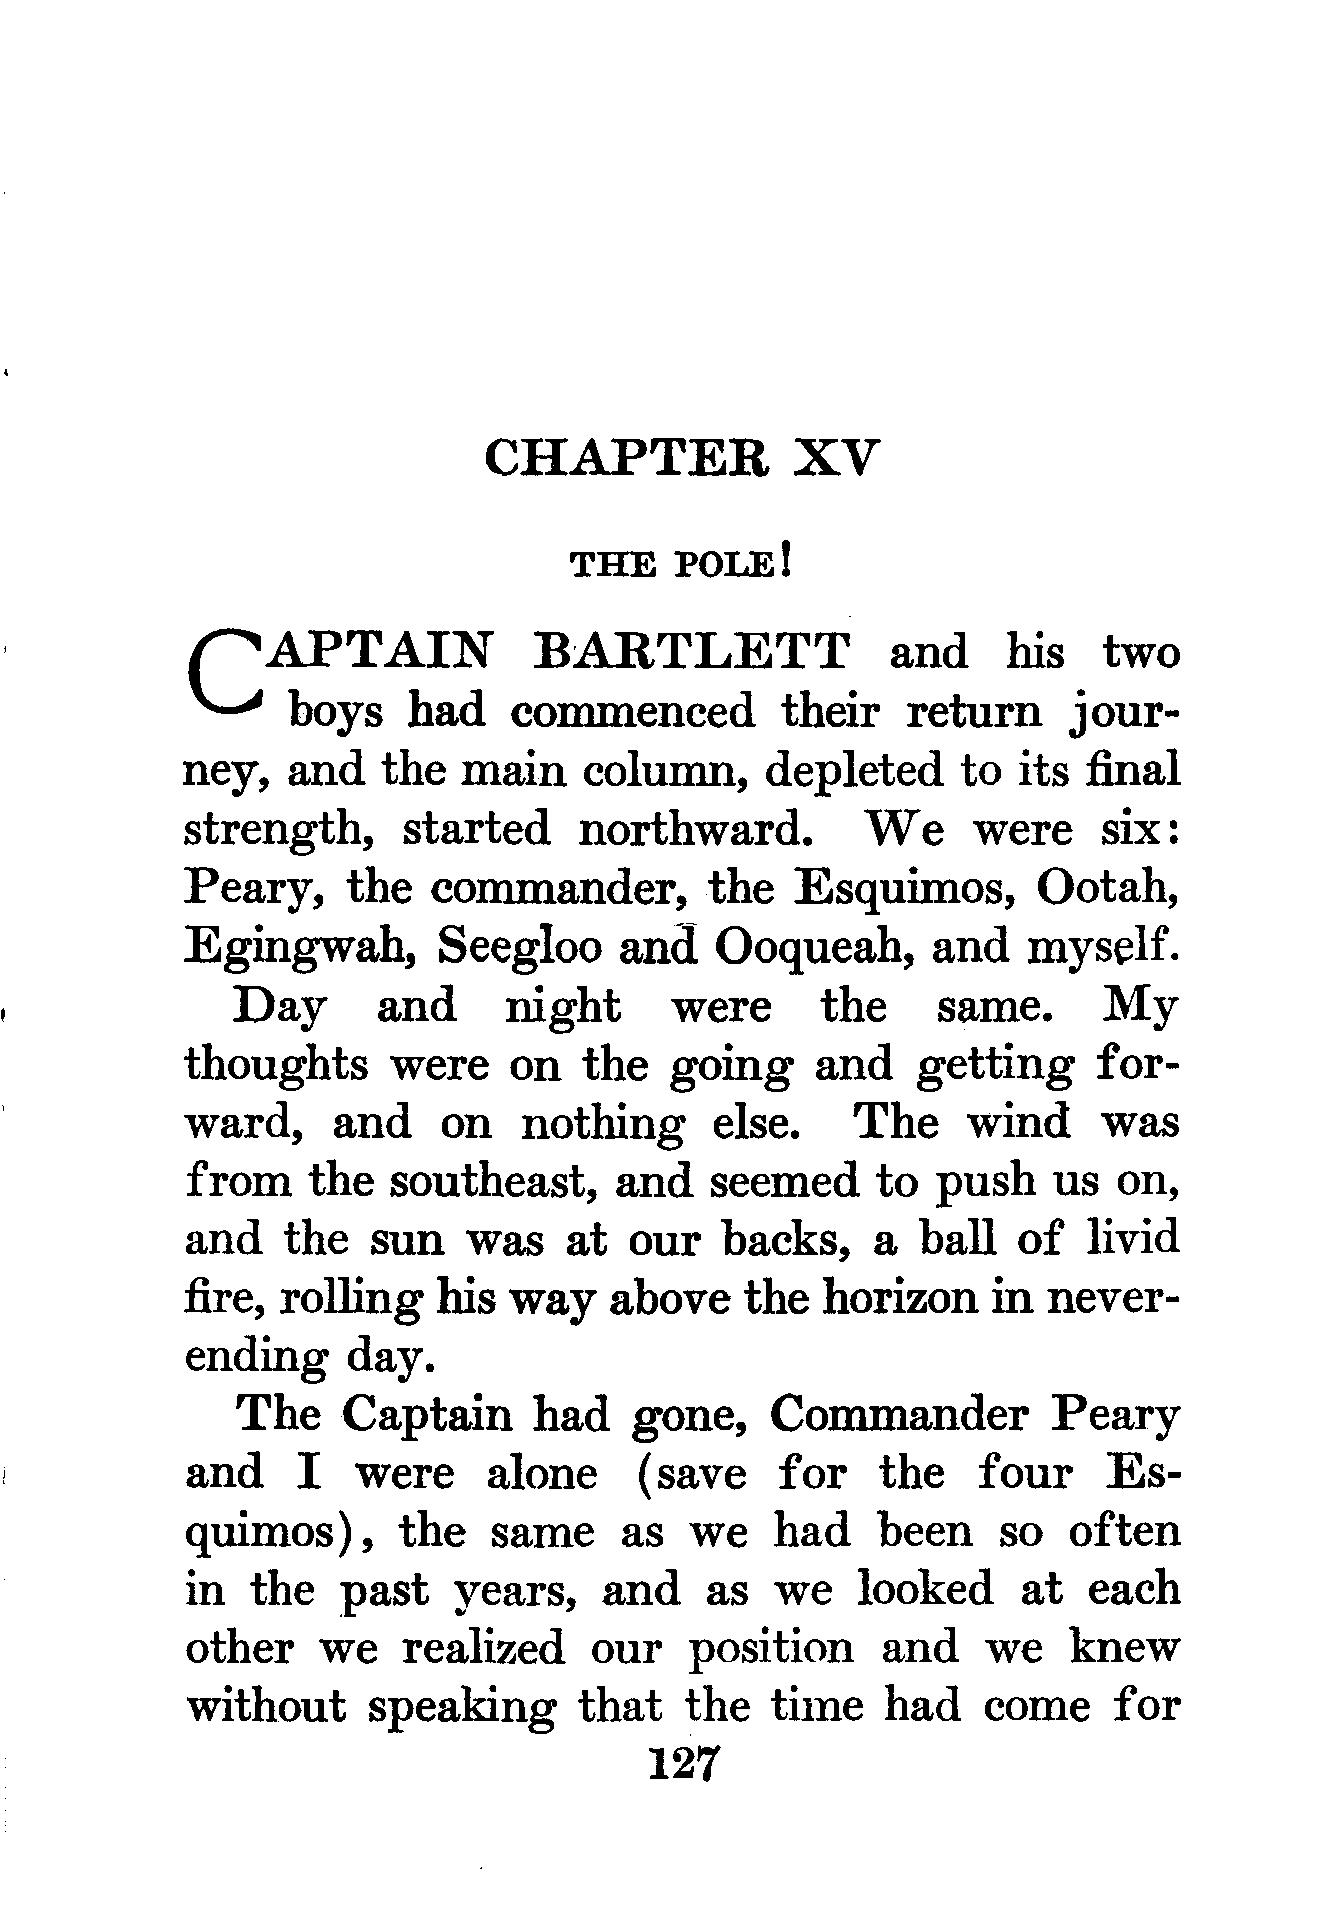 CHAPTER XV
THE POLE!
CAPTAIN BARTLETT and his two
boys had commenced their return jour-
ney, and the main column, depleted to its final
strength, started northward. We were six:
Peary, the commander, the Esquimos, Ootah,
Egingwah, Seegloo and Ooqueah, and myself.
Day and night were the same. My
thoughts were on the going and getting for-
ward, and on nothing else. The wind was
from the southeast, and seemed to push us on,
and the sun was at our backs, a ball of livid
fire, rolling his way above the horizon in never-
ending day.
The Captain had gone, Commander Peary
and I were alone (save for the four Es-
quimos), the same as we had been so often
in the past years, and as we looked at each
other we realized our position and we knew
without speaking that the time had come for
127